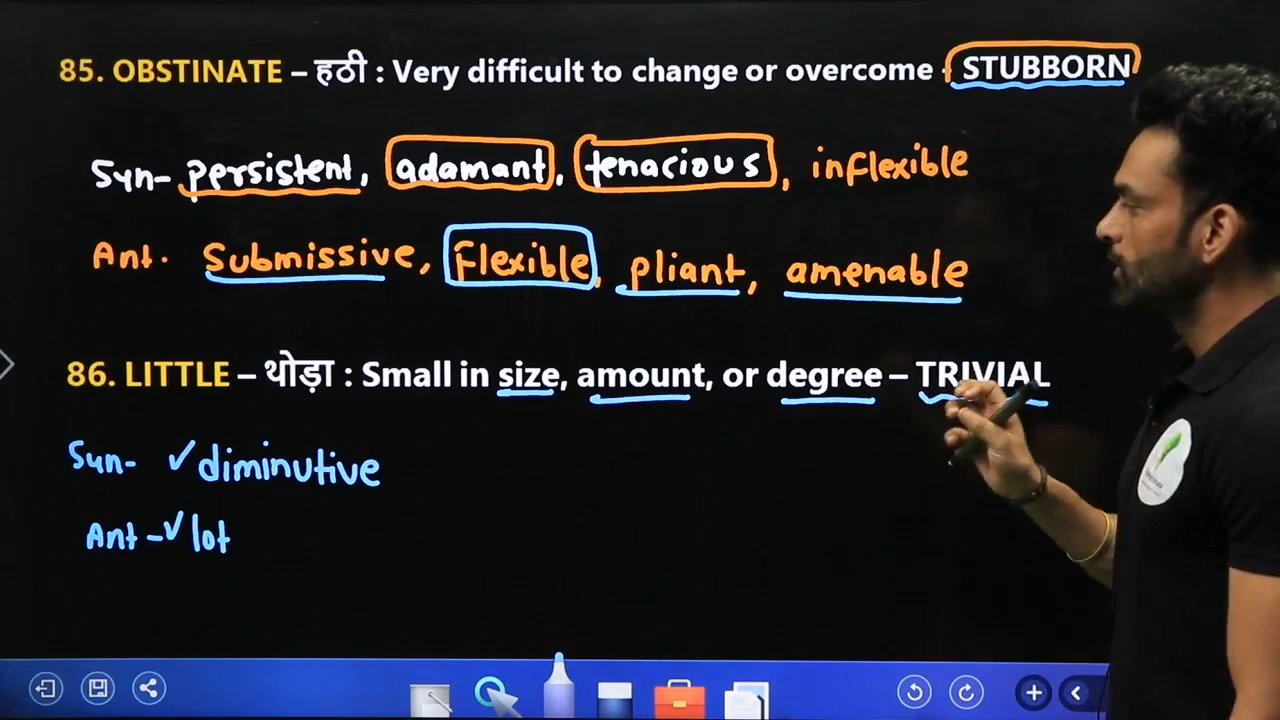 85. OBSTINATE – हठी : Very difficult to change or overcome - STUBBORN
Syn- persistent, adamant, tenacious, inflexible
Ant. Submissive, Flexible, pliant, amenable
86. LITTLE – थोड़ा : Small in size, amount, or degree – TRIVIAL
Syn- ✓ diminutive
Ant - ✓ lot